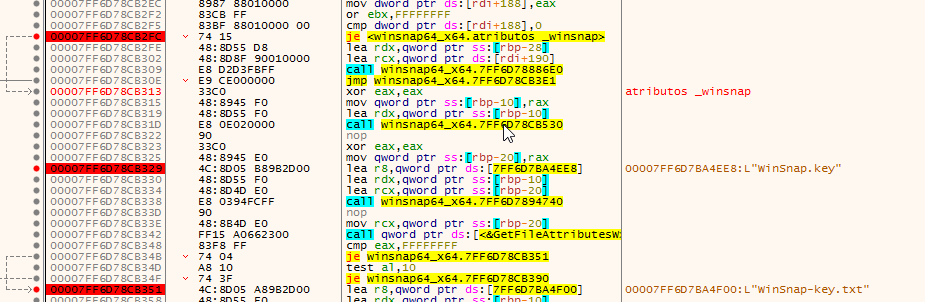 00007FF6D78CB2EC 8987 88010000 mov dword ptr ds:[rdi+188],eax
00007FF6D78CB2F2 83CB FF or ebx,FFFFFFFF
00007FF6D78CB2F5 83BF 88010000 00 cmp dword ptr ds:[rdi+188],0
00007FF6D78CB2FC 74 15 je <winsnap64_x64.atributos _winsnap>
00007FF6D78CB2FE 48:8D55 D8 lea rdx,qword ptr ss:[rbp-28]
00007FF6D78CB302 48:8D8F 90010000 lea rcx,qword ptr ds:[rdi+190]
00007FF6D78CB309 E8 D2D3FBFF call winsnap64_x64.7FF6D78886E0
00007FF6D78CB30E E9 CE000000 jmp winsnap64_x64.7FF6D78CB3E1
00007FF6D78CB313 33C0 xor eax,eax atributos _winsnap
00007FF6D78CB315 48:8945 F0 mov qword ptr ss:[rbp-10],rax
00007FF6D78CB319 48:8D55 F0 lea rdx,qword ptr ss:[rbp-10]
00007FF6D78CB31D E8 0E020000 call winsnap64_x64.7FF6D78CB530
00007FF6D78CB322 90 nop
00007FF6D78CB323 33C0 xor eax,eax
00007FF6D78CB325 48:8945 E0 mov qword ptr ss:[rbp-20],rax
00007FF6D78CB329 4C:8D05 B89B2D00 lea r8,qword ptr ds:[7FF6D7BA4EE8] 00007FF6D7BA4EE8:L"WinSnap.key"
00007FF6D78CB330 48:8D55 F0 lea rdx,qword ptr ss:[rbp-10]
00007FF6D78CB334 48:8D4D E0 lea rcx,qword ptr ss:[rbp-20]
00007FF6D78CB338 E8 0394FCFF call winsnap64_x64.7FF6D7894740
00007FF6D78CB33D 90 nop
00007FF6D78CB33E 48:8B4D E0 mov rcx,qword ptr ss:[rbp-20]
00007FF6D78CB342 FF15 A0662300 call qword ptr ds:[<&GetFileAttributesW>
00007FF6D78CB348 83F8 FF cmp eax,FFFFFFFF
00007FF6D78CB34B 74 04 je winsnap64_x64.7FF6D78CB351
00007FF6D78CB34D A8 10 test al,10
00007FF6D78CB34F 74 3F je winsnap64_x64.7FF6D78CB390
00007FF6D78CB351 4C:8D05 A89B2D00 lea r8,qword ptr ds:[7FF6D7BA4F00] 00007FF6D7BA4F00:L"WinSnap-key.txt"
00007FF6D78CB358 48:8D55 F0 lea rdx,qword ptr ss:[rbp-10]